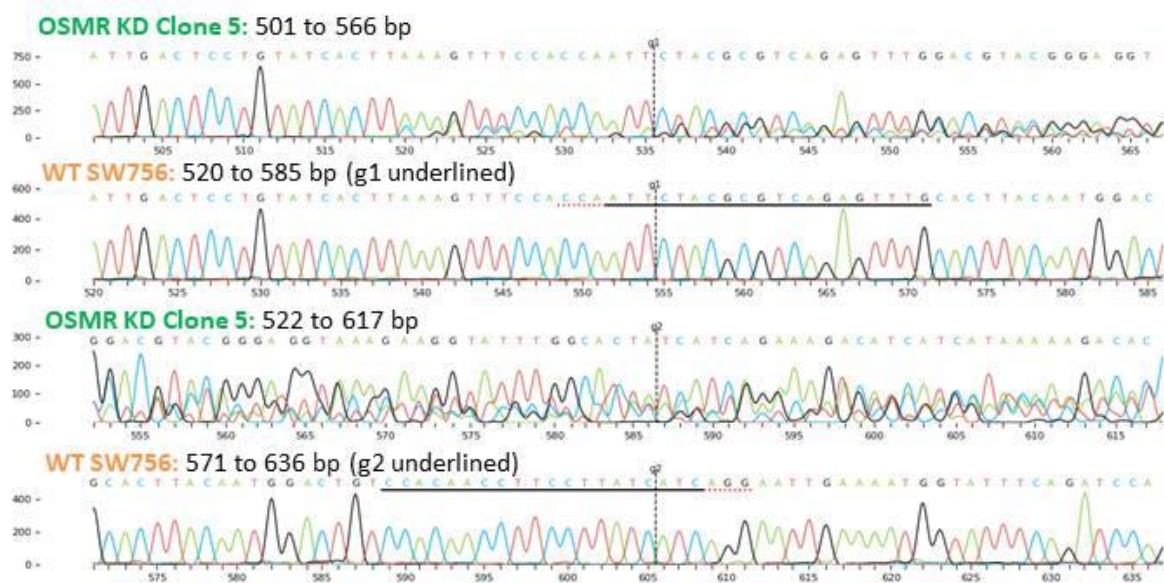 OSMR KD Clone 5: 501 to 566 bp
g1
A T T G A C T C C T G T A T C A C T T A A A G T T T C C A C C A A T T C T A C G C G T C A G A G T T T G G A C G T A C G G G A G G T
750
500
250
0
505 510 515 520 525 530 535 540 545 550 555 560 565
WT SW756: 520 to 585 bp (g1 underlined)
g1
A T T G A C T C C T G T A T C A C T T A A A G T T T C C A C C A A T T C T A C G C G T C A G A G T T T G C A C T T A C A A T G G A C
600
400
200
0
520 525 530 535 540 545 550 555 560 565 570 575 580 585
OSMR KD Clone 5: 522 to 617 bp
g2
G G A C G T A C G G G A G G T A A A G A A G G T A T T T G G C A C T A T C A T C A G A A A G A C A T C A T C A T A A A A A G A C A C
300
200
100
0
555 560 565 570 575 580 585 590 595 600 605 610 615
WT SW756: 571 to 636 bp (g2 underlined)
g2
G C A C T T A C A A T G G A C T G T C C A C A A C C T T C C T T A T C A T C A G G A A T T G A A A A T G G T A T T T C A G A T C C A
400
200
0
575 580 585 590 595 600 605 610 615 620 625 630 635